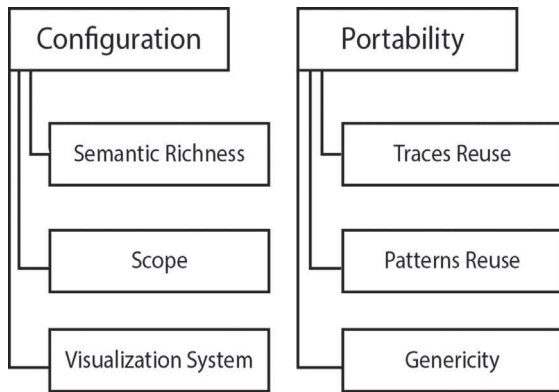 Configuration
Semantic Richness
Scope
Visualization System
Portability
Traces Reuse
Patterns Reuse
Genericity